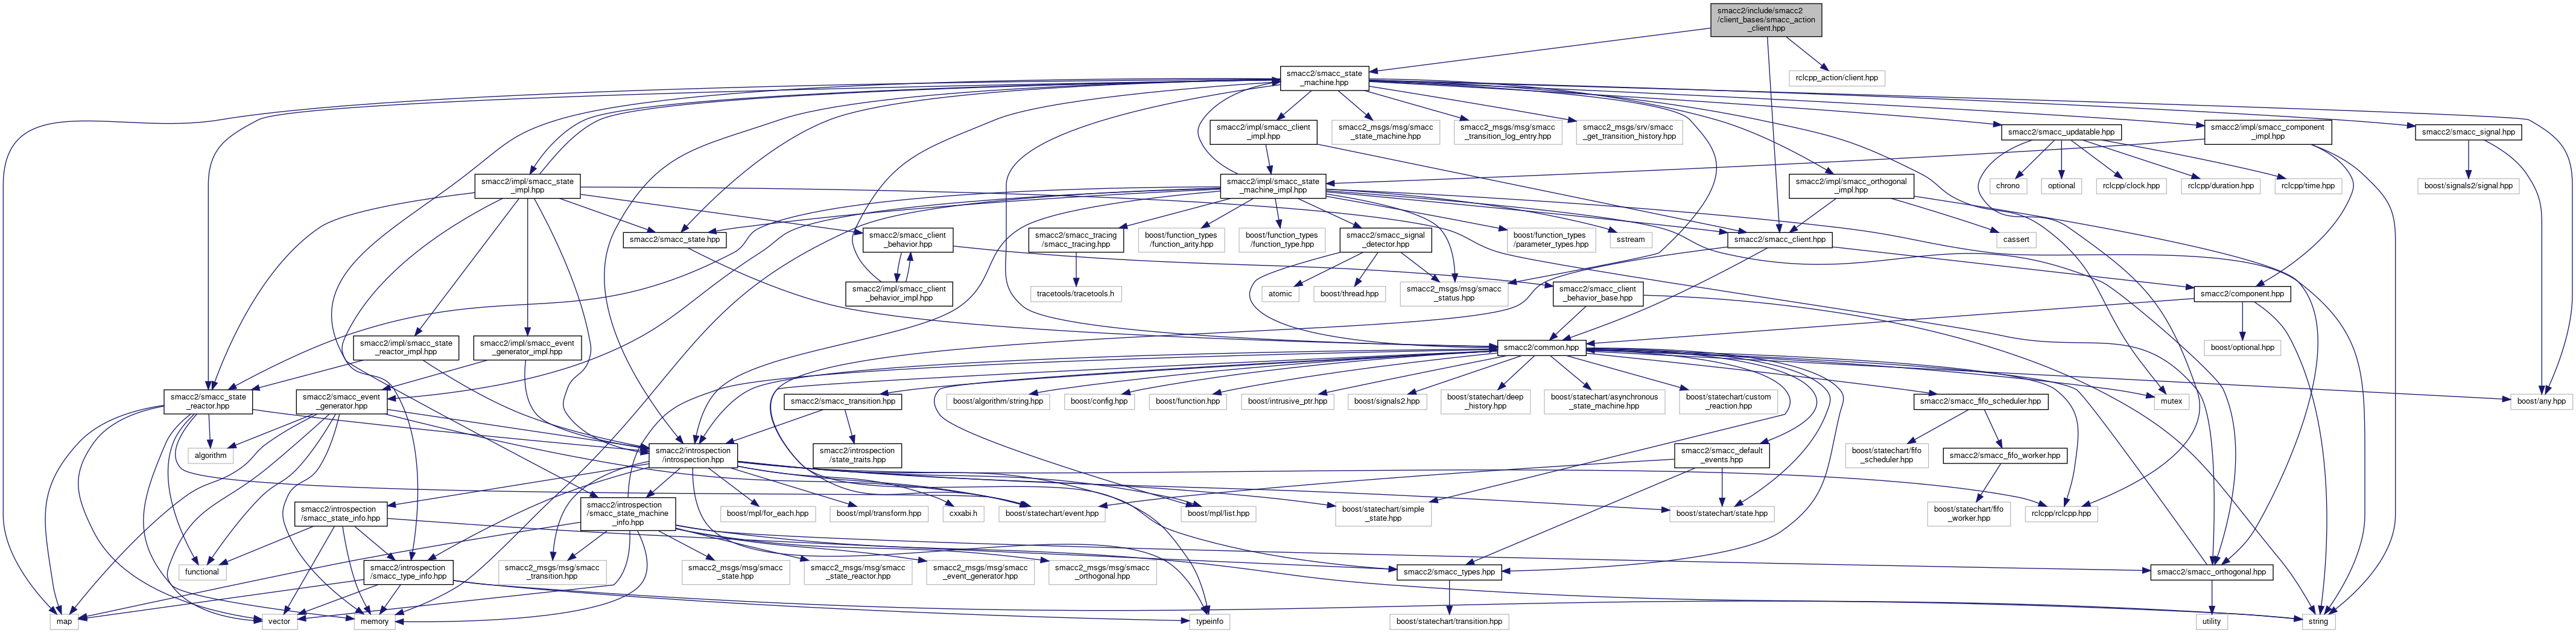 smacc2/include/smacc2
/client_bases/smacc_action
_client.hpp
smacc2/smacc_state
_machine.hpp
rclcpp_action/client.hpp
smacc2/impl/smacc_client
_impl.hpp
smacc2_msgs/msg/smacc
_state_machine.hpp
smacc2_msgs/msg/smacc
_transition_log_entry.hpp
smacc2_msgs/srv/smacc
_get_transition_history.hpp
smacc2/smacc_updatable.hpp
smacc2/impl/smacc_component
_impl.hpp
smacc2/smacc_signal.hpp
smacc2/impl/smacc_state
_impl.hpp
smacc2/impl/smacc_state
_machine_impl.hpp
smacc2/impl/smacc_orthogonal
_impl.hpp
chrono
optional
rclcpp/clock.hpp
rclcpp/duration.hpp
rclcpp/time.hpp
boost/signals2/signal.hpp
smacc2/smacc_state.hpp
smacc2/smacc_client
_behavior.hpp
smacc2/smacc_tracing
/smacc_tracing.hpp
boost/function_types
/function_arity.hpp
boost/function_types
/function_type.hpp
smacc2/smacc_signal
_detector.hpp
boost/function_types
/parameter_types.hpp
sstream
smacc2/smacc_client.hpp
cassert
smacc2/impl/smacc_client
_behavior_impl.hpp
tracetools/tracetools.h
atomic
boost/thread.hpp
smacc2_msgs/msg/smacc
_status.hpp
smacc2/smacc_client
_behavior_base.hpp
smacc2/component.hpp
smacc2/impl/smacc_state
_reactor_impl.hpp
smacc2/impl/smacc_event
_generator_impl.hpp
smacc2/common.hpp
boost/optional.hpp
smacc2/smacc_state
_reactor.hpp
smacc2/smacc_event
_generator.hpp
smacc2/smacc_transition.hpp
boost/algorithm/string.hpp
boost/config.hpp
boost/function.hpp
boost/intrusive_ptr.hpp
boost/signals2.hpp
boost/statechart/deep
_history.hpp
boost/statechart/asynchronous
_state_machine.hpp
boost/statechart/custom
_reaction.hpp
smacc2/smacc_fifo_scheduler.hpp
mutex
boost/any.hpp
algorithm
smacc2/introspection
/introspection.hpp
smacc2/introspection
/state_traits.hpp
smacc2/smacc_default
_events.hpp
boost/statechart/fifo
_scheduler.hpp
smacc2/smacc_fifo_worker.hpp
smacc2/introspection
/smacc_state_info.hpp
smacc2/introspection
/smacc_state_machine
_info.hpp
boost/mpl/for_each.hpp
boost/mpl/transform.hpp
cxxabi.h
boost/statechart/event.hpp
boost/mpl/list.hpp
boost/statechart/simple
_state.hpp
boost/statechart/state.hpp
boost/statechart/fifo
_worker.hpp
rclcpp/rclcpp.hpp
functional
smacc2/introspection
/smacc_type_info.hpp
smacc2_msgs/msg/smacc
_transition.hpp
smacc2_msgs/msg/smacc
_state.hpp
smacc2_msgs/msg/smacc
_state_reactor.hpp
smacc2_msgs/msg/smacc
_event_generator.hpp
smacc2_msgs/msg/smacc
_orthogonal.hpp
smacc2/smacc_types.hpp
smacc2/smacc_orthogonal.hpp
map
vector
memory
typeinfo
boost/statechart/transition.hpp
utility
string